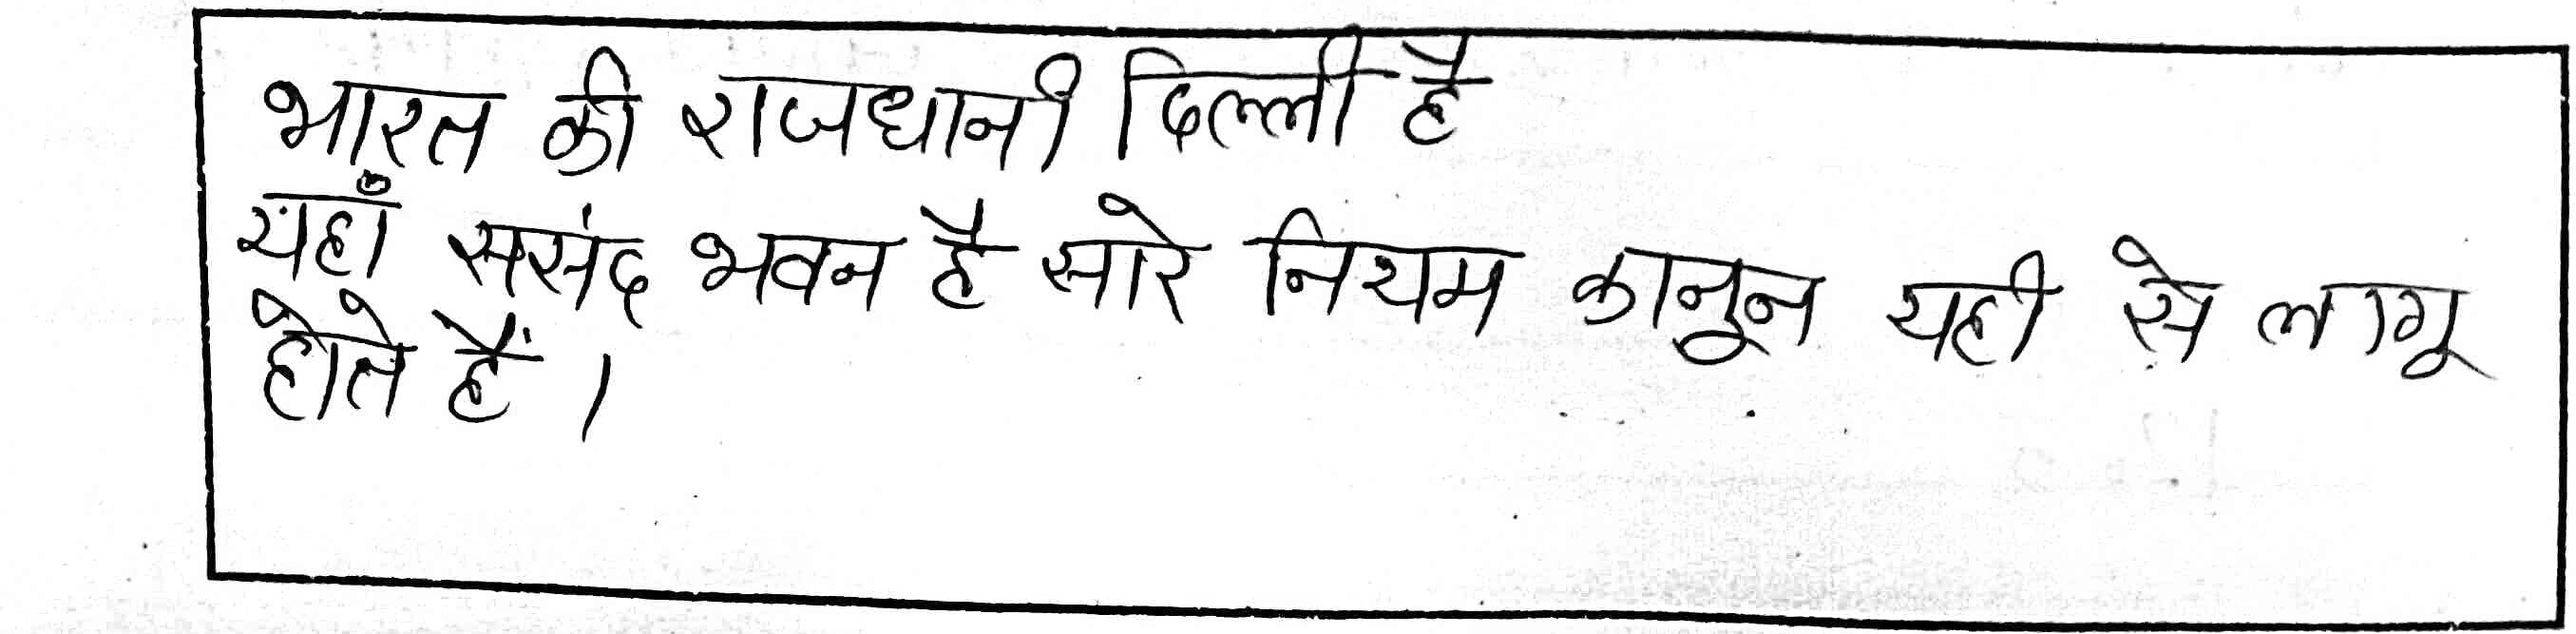 भारत की राजधानी दिल्ली है
यहाँ ससंद भवन है सारे नियम कानून यही से लागू
होते हैं।